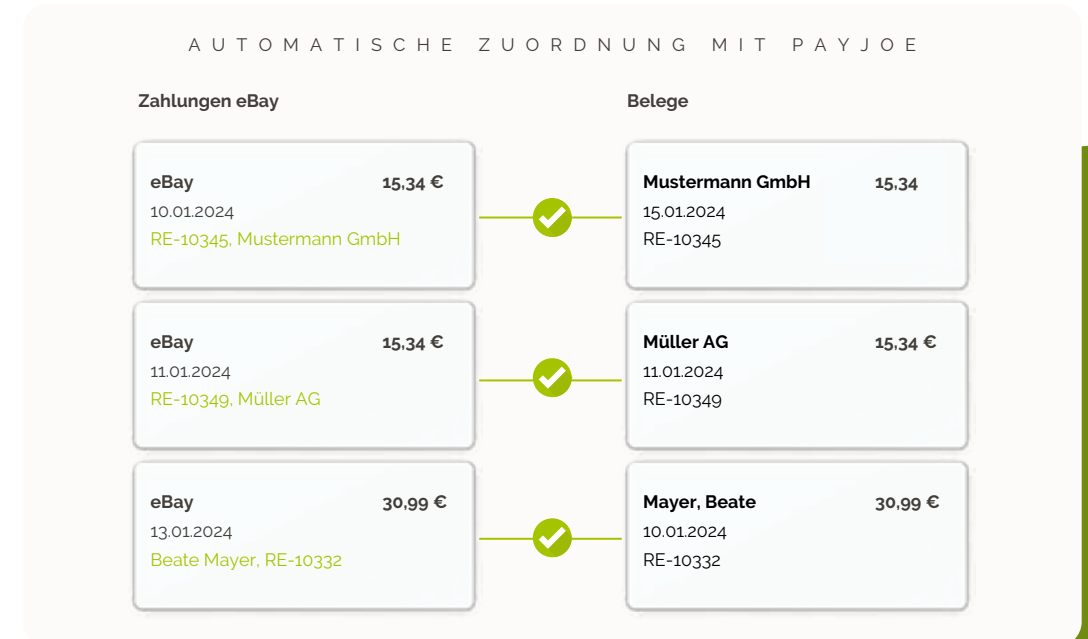 AUTOMATISCHE ZUORDNUNG MIT PAYJOE
Zahlungen eBay
Belege
eBay 15,34 €
10.01.2024
RE-10345, Mustermann GmbH
Mustermann GmbH 15,34
15.01.2024
RE-10345
eBay 15,34 €
11.01.2024
RE-10349, Müller AG
Müller AG 15,34 €
11.01.2024
RE-10349
eBay 30,99 €
13.01.2024
Beate Mayer, RE-10332
Mayer, Beate 30,99 €
10.01.2024
RE-10332